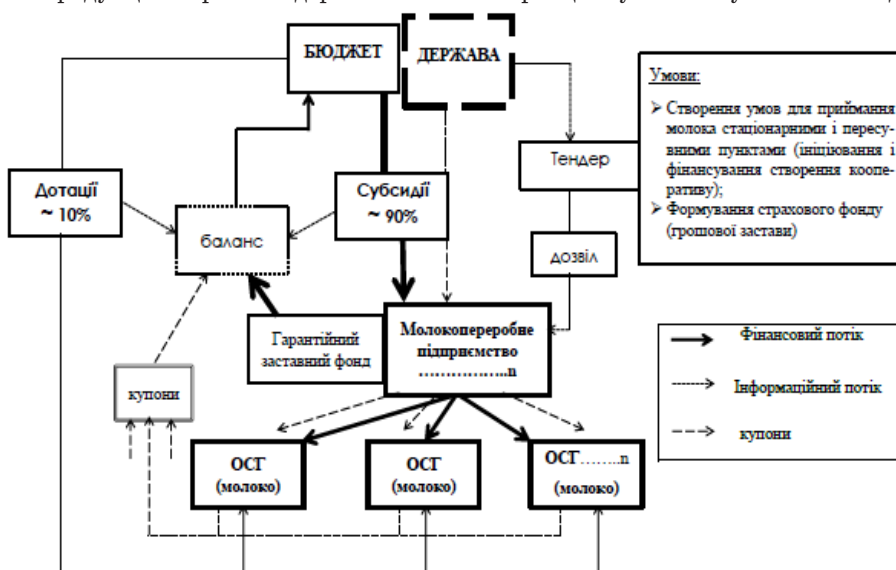 БЮДЖЕТ
ДЕРЖАВА
Умови:
➢ Створення умов для приймання
молока стаціонарними і пересу-
вними пунктами (ініціювання і
фінансування створення коопе-
ративу);
➢ Формування страхового фонду
(грошової застави)
Тендер
Дотації
~ 10%
Субсидії
~ 90%
баланс
дозвіл
Гарантійний
заставний фонд
Молокопереробне
підприємство
……………..n
Фінансовий потік
Інформаційний потік
купони
купони
ОСГ
(молоко)
ОСГ
(молоко)
ОСГ……..n
(молоко)